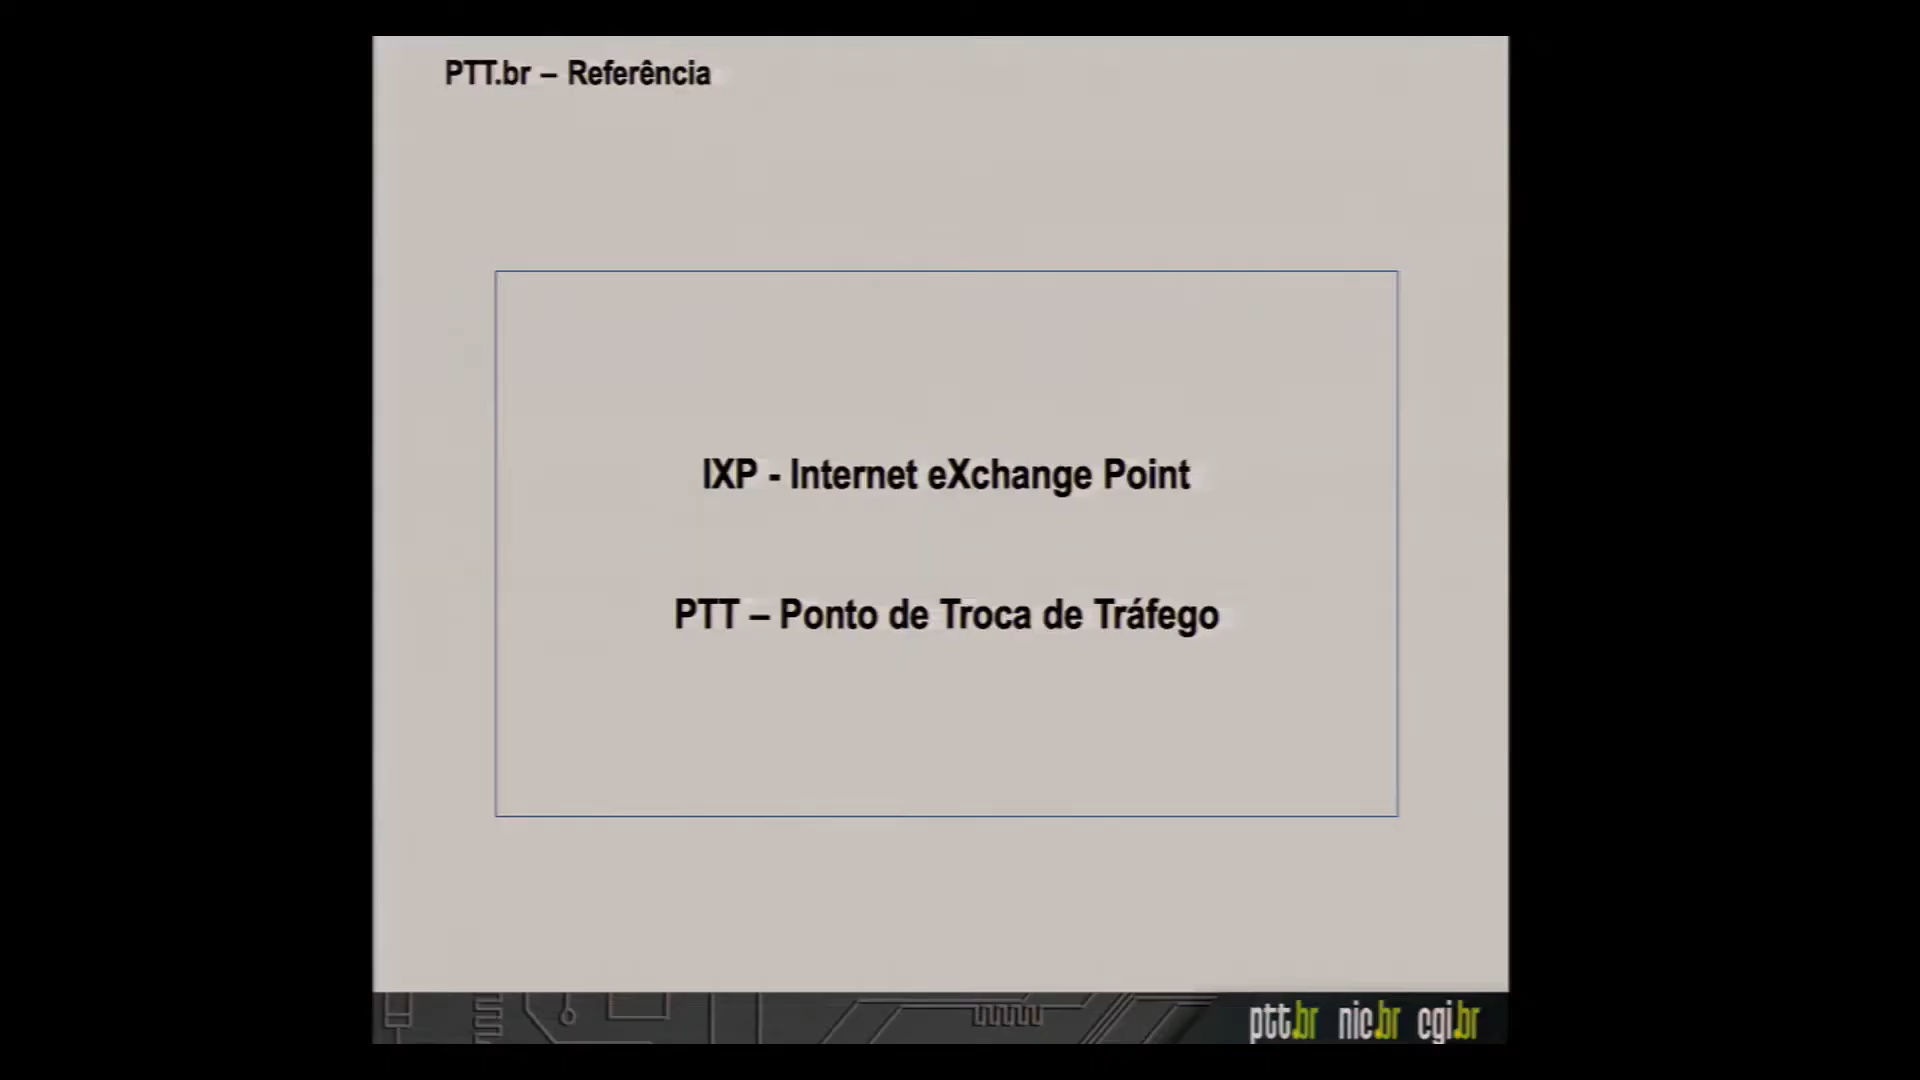 PTT.br – Referência
IXP - Internet eXchange Point
PTT – Ponto de Troca de Tráfego
ptt.br nic.br cgi.br